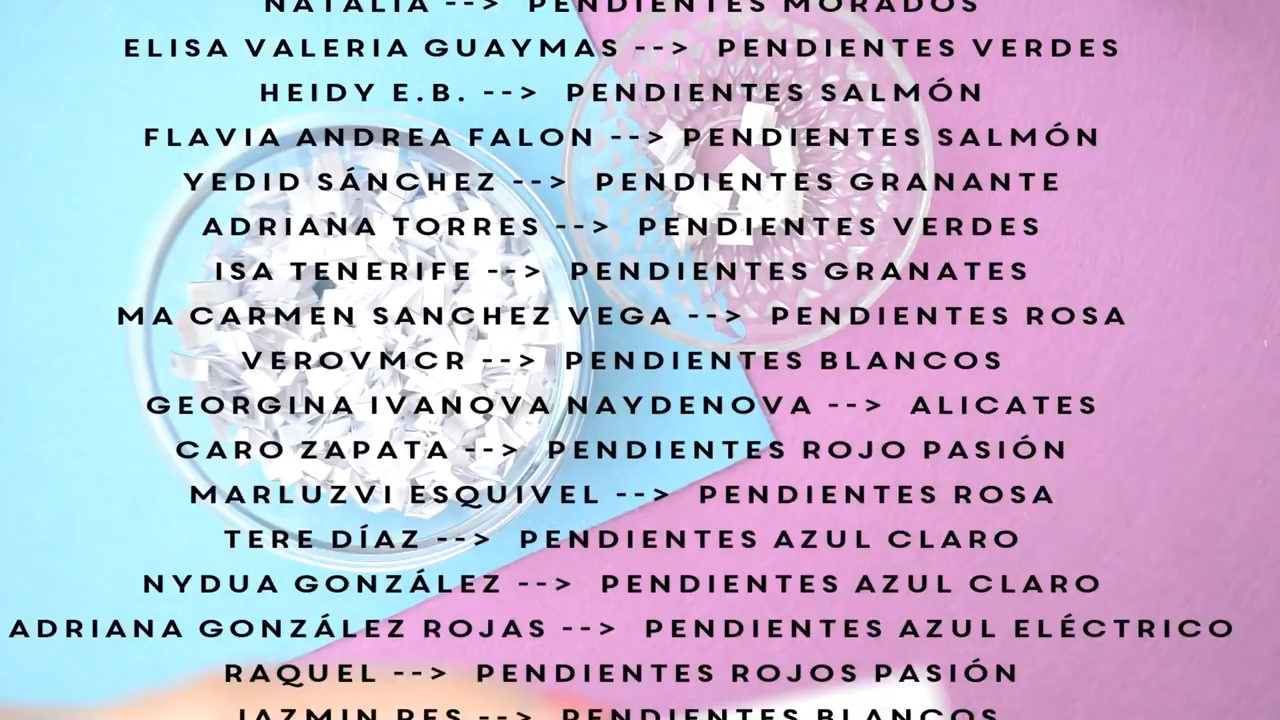 NATALIA --> PENDIENTES MORADOS
ELISA VALERIA GUAYMAS --> PENDIENTES VERDES
HEIDY E.B. --> PENDIENTES SALMÓN
FLAVIA ANDREA FALON --> PENDIENTES SALMÓN
YEDID SÁNCHEZ --> PENDIENTES GRANANTE
ADRIANA TORRES --> PENDIENTES VERDES
ISA TENERIFE --> PENDIENTES GRANATES
MA CARMEN SANCHEZ VEGA --> PENDIENTES ROSA
VEROVMCR --> PENDIENTES BLANCOS
GEORGINA IVANOVA NAYDENOVA --> ALICATES
CARO ZAPATA --> PENDIENTES ROJO PASIÓN
MARLUZVI ESQUIVEL --> PENDIENTES ROSA
TERE DÍAZ --> PENDIENTES AZUL CLARO
NYDUA GONZÁLEZ --> PENDIENTES AZUL CLARO
ADRIANA GONZÁLEZ ROJAS --> PENDIENTES AZUL ELÉCTRICO
RAQUEL --> PENDIENTES ROJOS PASIÓN
JAZMIN --> PENDIENTES BLANCOS